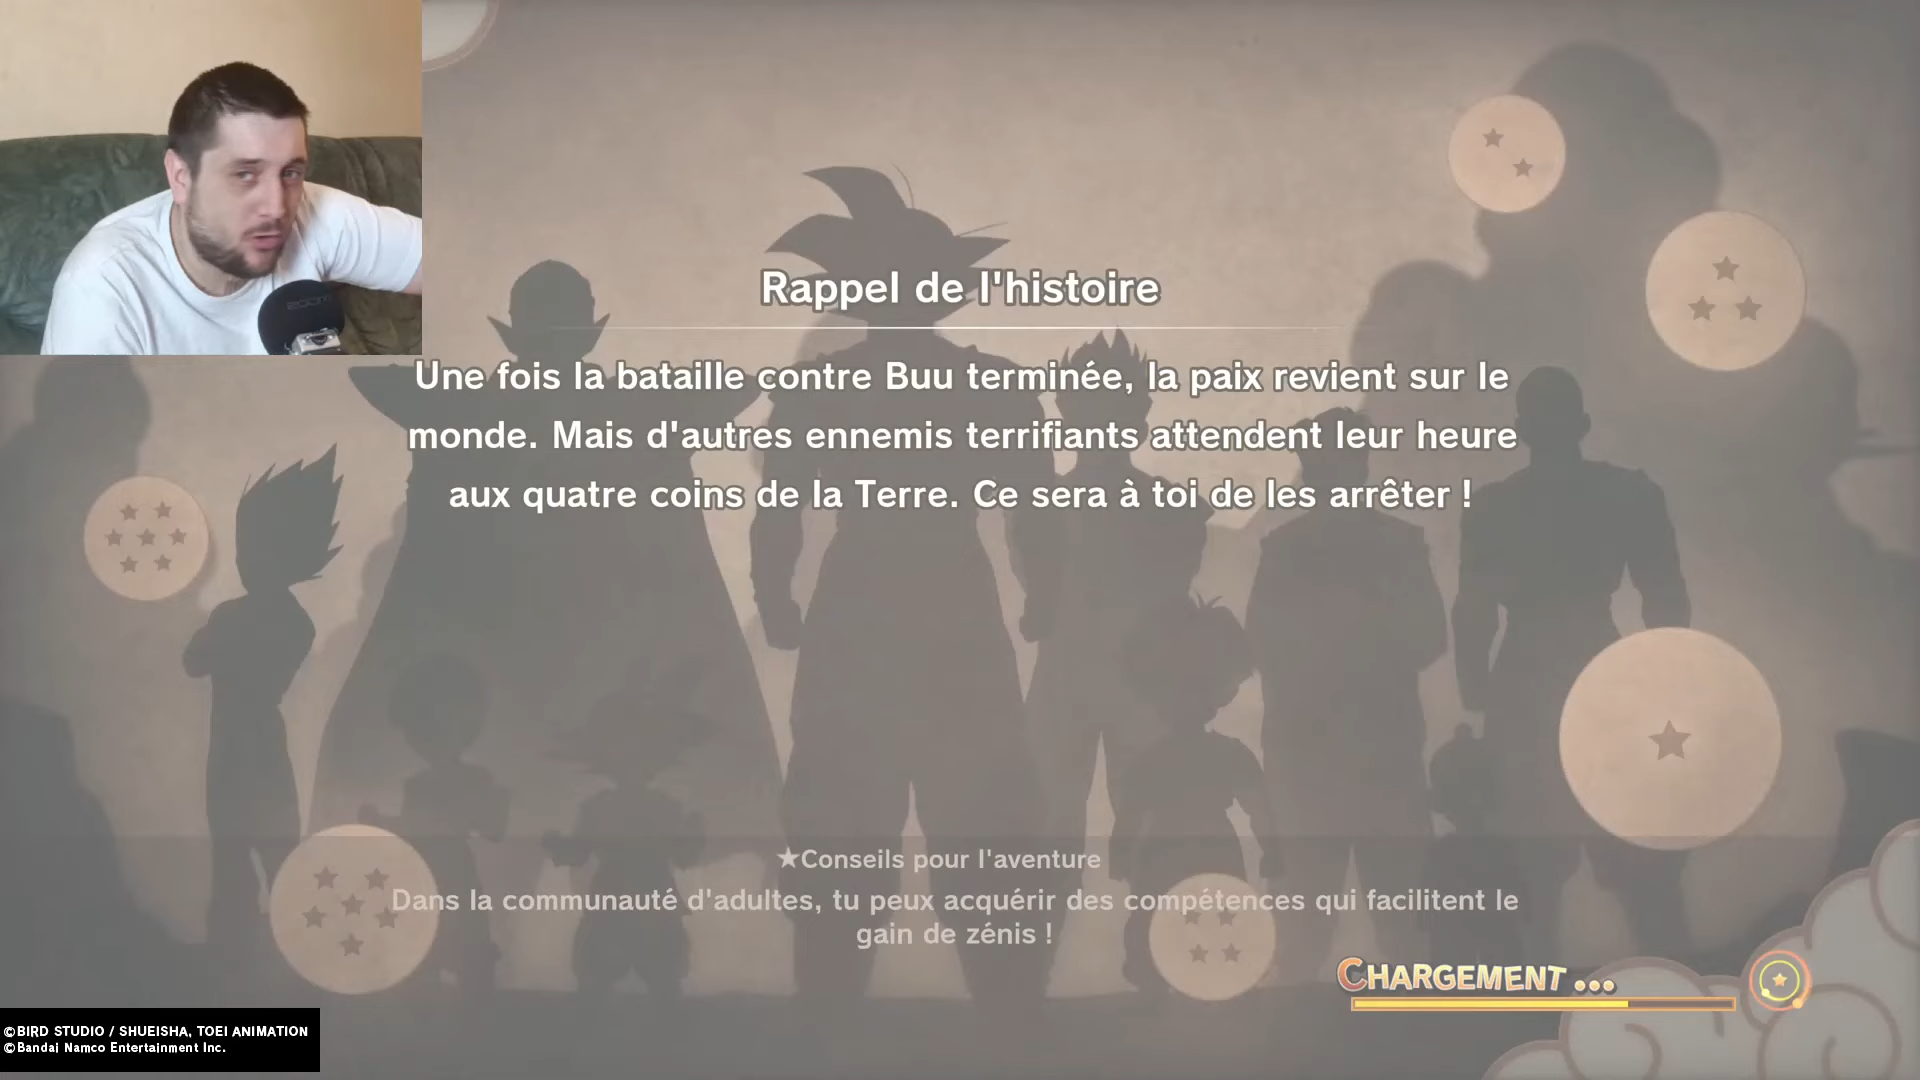 ZOOM
Rappel de l'histoire
Une fois la bataille contre Buu terminée, la paix revient sur le
monde. Mais d'autres ennemis terrifiants attendent leur heure
aux quatre coins de la Terre. Ce sera à toi de les arrêter !
★Conseils pour l'aventure
Dans la communauté d'adultes, tu peux acquérir des compétences qui facilitent le
gain de zénis !
CHARGEMENT ...
©BIRD STUDIO / SHUEISHA, TOEI ANIMATION
©Bandai Namco Entertainment Inc.